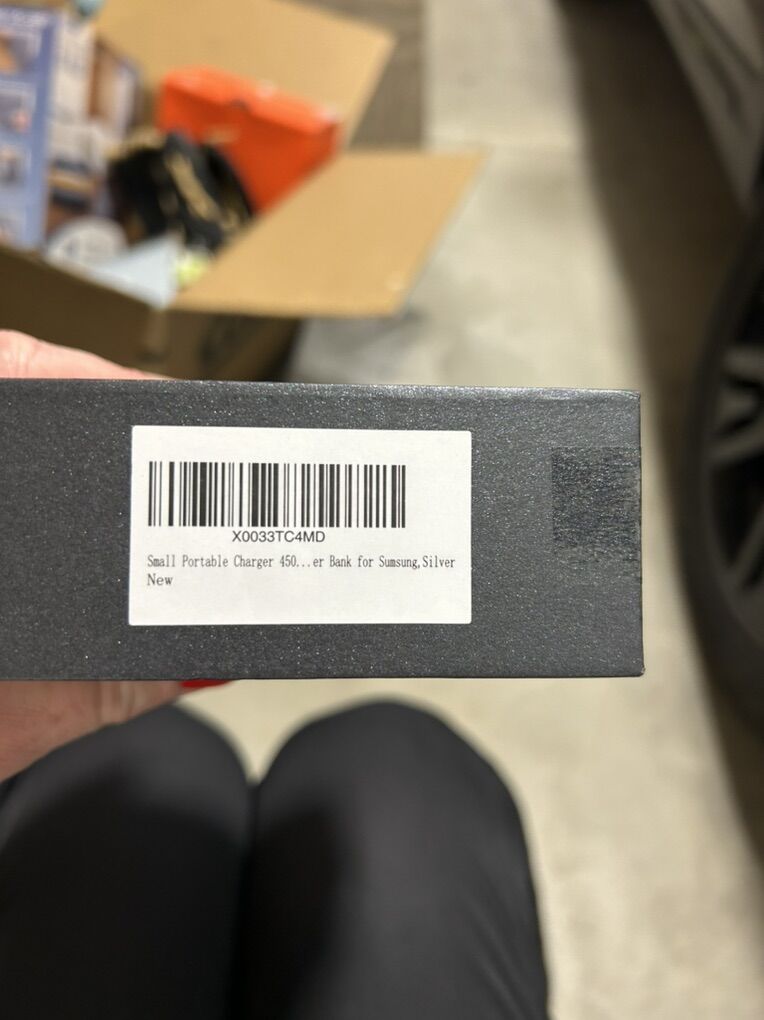 X0033TC4MD
Small Portable Charger 450...er Bank for Sumsung,Silver
New